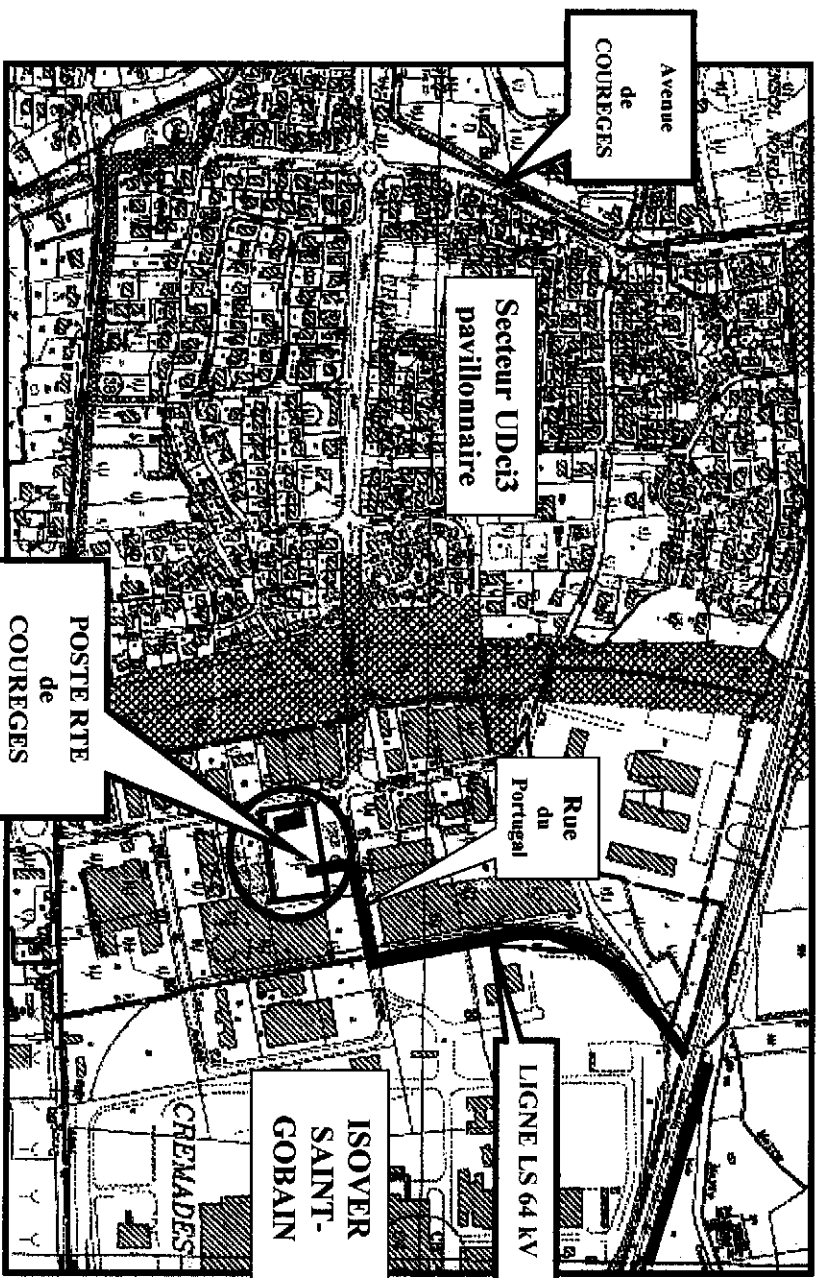 Avenue
de
COUREGES
Secteur UDci3
pavillonnaire
POSTE RTE
de
COUREGES
Rue
du
Portugal
LIGNE LS 64 kV
ISOVER
SAINT-
GOBAIN
CREMADES